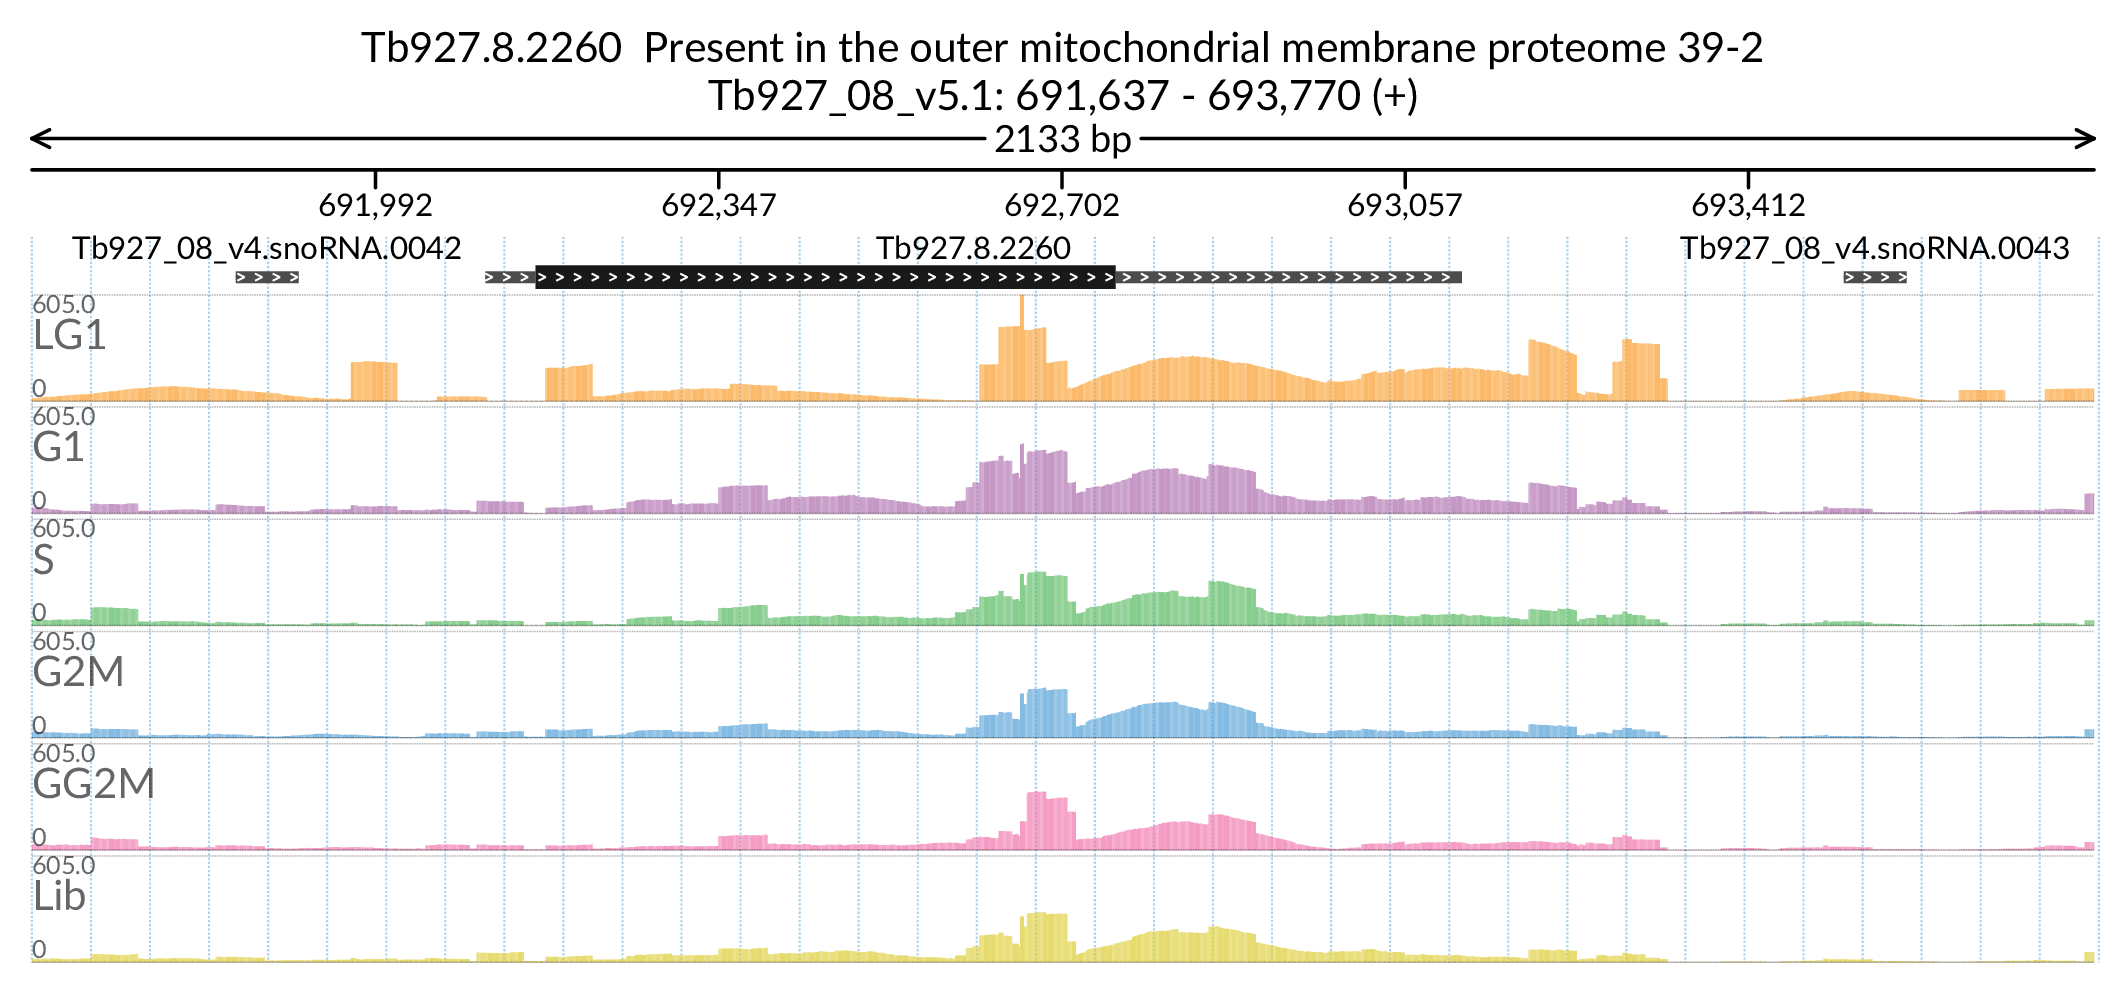 Tb927.8.2260 Present in the outer mitochondrial membrane proteome 39-2
Tb927_08_v5.1: 691,637 - 693,770 (+)
2133 bp
691,992 692,347 692,702 693,057 693,412
Tb927_08_v4.snoRNA.0042 Tb927.8.2260 Tb927_08_v4.snoRNA.0043
605.0
LG1
0
605.0
G1
0
605.0
S
0
605.0
G2M
0
605.0
GG2M
0
605.0
Lib
0